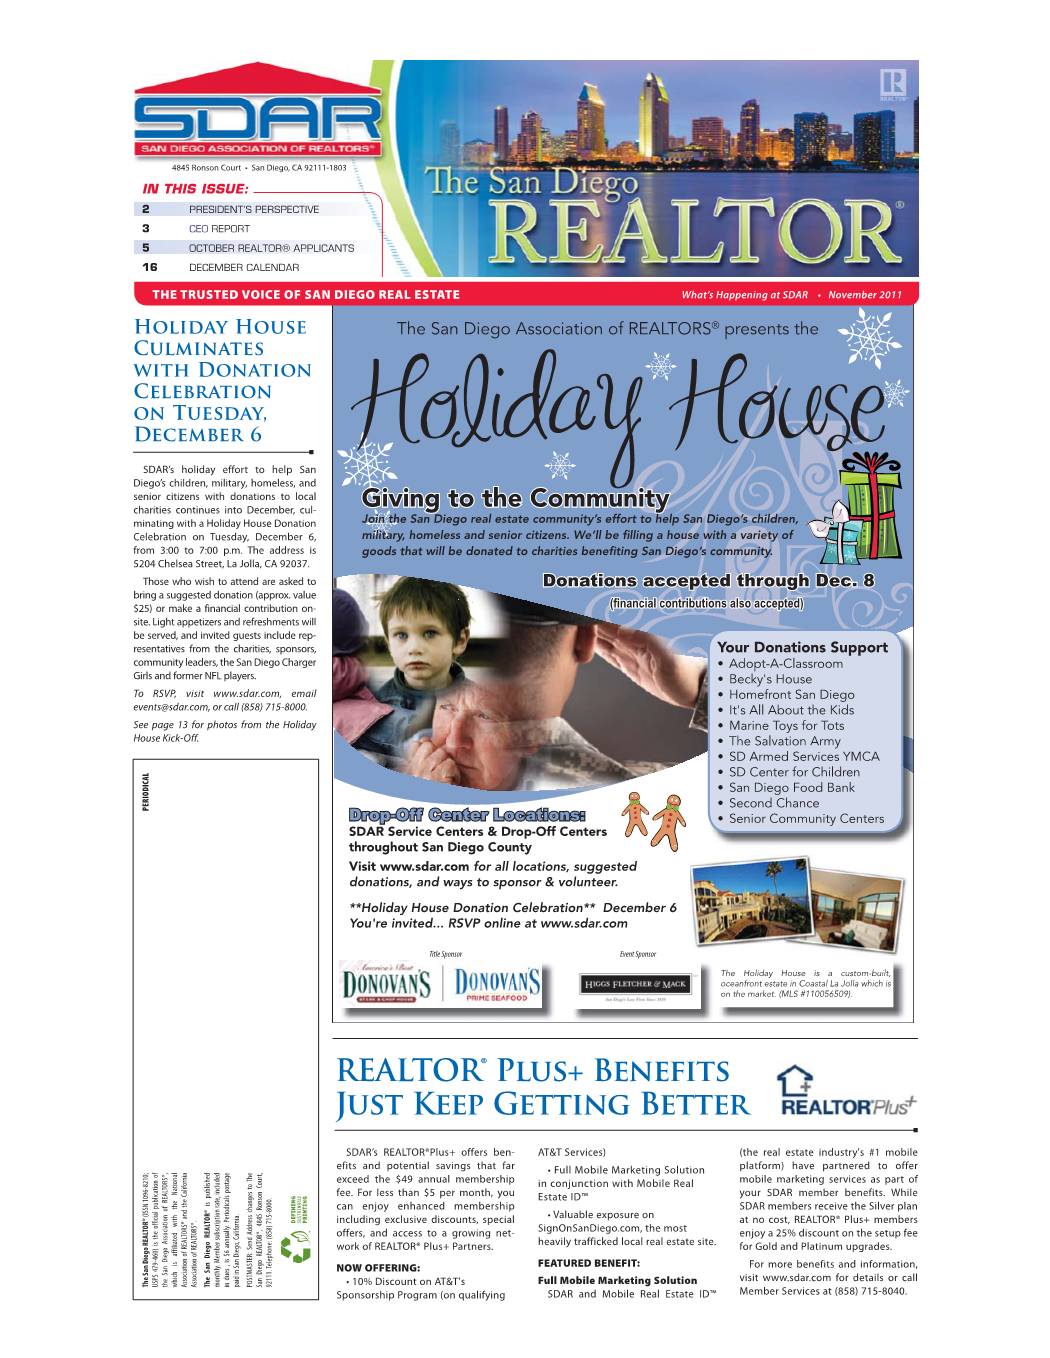 SDAR
SAN DIEGO ASSOCIATION OF REALTORS®
4845 Ronson Court • San Diego, CA 92111-1803
IN THIS ISSUE:
2 PRESIDENT'S PERSPECTIVE
3 CEO REPORT
5 OCTOBER REALTOR® APPLICANTS
16 DECEMBER CALENDAR
REALTOR®
The San Diego
REALTOR®
THE TRUSTED VOICE OF SAN DIEGO REAL ESTATE
What's Happening at SDAR • November 2011
HOLIDAY HOUSE
CULMINATES
WITH DONATION
CELEBRATION
ON TUESDAY,
DECEMBER 6
SDAR's holiday effort to help San
Diego's children, military, homeless, and
senior citizens with donations to local
charities continues into December, cul-
minating with a Holiday House Donation
Celebration on Tuesday, December 6,
from 3:00 to 7:00 p.m. The address is
5204 Chelsea Street, La Jolla, CA 92037.
Those who wish to attend are asked to
bring a suggested donation (approx. value
$25) or make a financial contribution on-
site. Light appetizers and refreshments will
be served, and invited guests include rep-
resentatives from the charities, sponsors,
community leaders, the San Diego Charger
Girls and former NFL players.
To RSVP, visit www.sdar.com, email
events@sdar.com, or call (858) 715-8000.
See page 13 for photos from the Holiday
House Kick-Off.
PERIODICAL
The San Diego REALTOR® (ISSN 1096-8210;
USPS 479-460) is the official publication of
the San Diego Association of REALTORS®,
which is affiliated with the National
Association of REALTORS® and the California
Association of REALTORS®.
The San Diego REALTOR® is published
monthly. Member subscription rate, included
in dues, is $6 annually. Periodicals postage
paid in San Diego, California.
POSTMASTER: Send Address changes to The
San Diego REALTOR®, 4845 Ronson Court,
92111. Telephone: (858) 715-8000.
DEFINING
SUSTAINABLE
PRINTING
The San Diego Association of REALTORS® presents the
Holiday House
Giving to the Community
Join the San Diego real estate community's effort to help San Diego's children,
military, homeless and senior citizens. We'll be filling a house with a variety of
goods that will be donated to charities benefiting San Diego's community.
Donations accepted through Dec. 8
(financial contributions also accepted)
Your Donations Support
• Adopt-A-Classroom
• Becky's House
• Homefront San Diego
• It's All About the Kids
• Marine Toys for Tots
• The Salvation Army
• SD Armed Services YMCA
• SD Center for Children
• San Diego Food Bank
• Second Chance
• Senior Community Centers
Drop-Off Center Locations:
SDAR Service Centers & Drop-Off Centers
throughout San Diego County
Visit www.sdar.com for all locations, suggested
donations, and ways to sponsor & volunteer.
**Holiday House Donation Celebration** December 6
You're invited... RSVP online at www.sdar.com
Title Sponsor
America's Best
DONOVAN'S
STEAK & CHOP HOUSE
DONOVAN'S
PRIME SEAFOOD
Event Sponsor
HIGGS FLETCHER & MACK
San Diego's Law Firm Since 1939
The Holiday House is a custom-built,
oceanfront estate in Coastal La Jolla which is
on the market. (MLS #110056509).
REALTOR® PLUS+ BENEFITS
JUST KEEP GETTING BETTER
REALTOR®Plus+
SDAR's REALTOR®Plus+ offers ben-
efits and potential savings that far
exceed the $49 annual membership
fee. For less than $5 per month, you
can enjoy enhanced membership
including exclusive discounts, special
offers, and access to a growing net-
work of REALTOR® Plus+ Partners.
NOW OFFERING:
• 10% Discount on AT&T's
Sponsorship Program (on qualifying
AT&T Services)
• Full Mobile Marketing Solution
in conjunction with Mobile Real
Estate ID™
• Valuable exposure on
SignOnSanDiego.com, the most
heavily trafficked local real estate site.
FEATURED BENEFIT:
Full Mobile Marketing Solution
SDAR and Mobile Real Estate ID™
(the real estate industry's #1 mobile
platform) have partnered to offer
mobile marketing services as part of
your SDAR member benefits. While
SDAR members receive the Silver plan
at no cost, REALTOR® Plus+ members
enjoy a 25% discount on the setup fee
for Gold and Platinum upgrades.
For more benefits and information,
visit www.sdar.com for details or call
Member Services at (858) 715-8040.